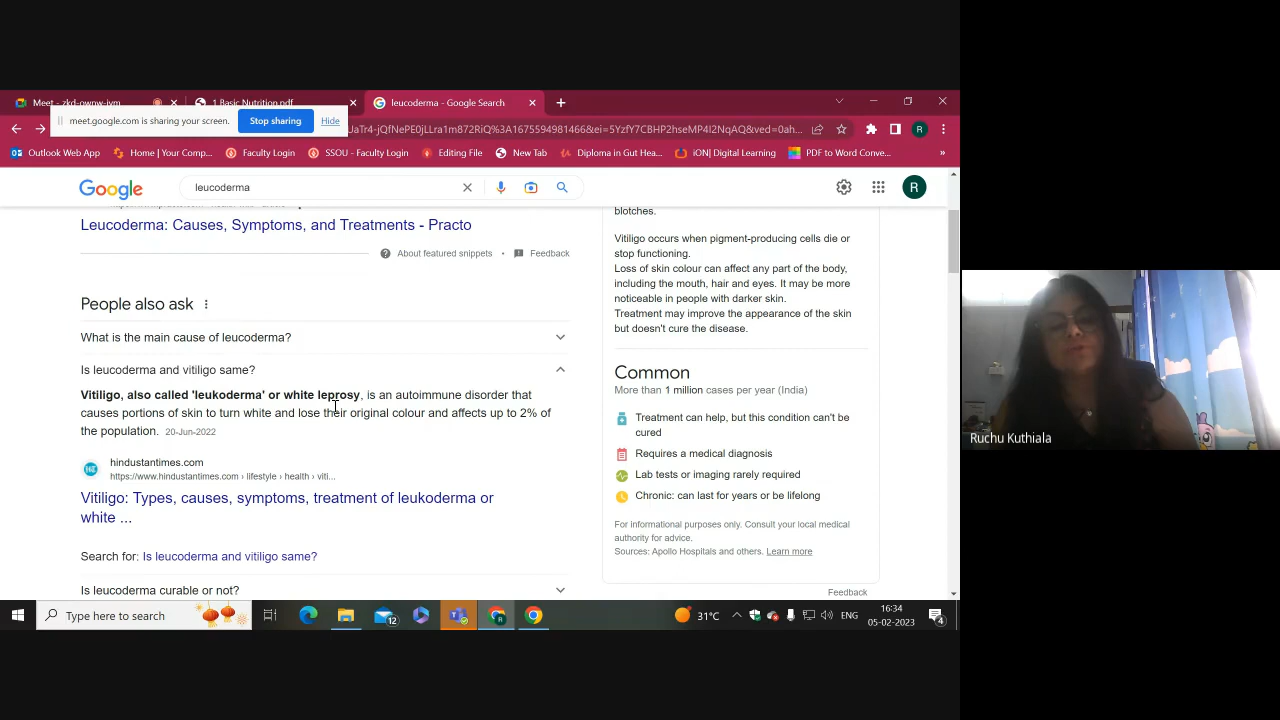 Meet - zkd-ownw-jvm
1 Basic Nutrition.pdf
leucoderma - Google Search
meet.google.com is sharing your screen.
Stop sharing
Hide
Outlook Web App
Home | Your Comp...
Faculty Login
SSOU - Faculty Login
Editing File
New Tab
Diploma in Gut Hea...
iON| Digital Learning
PDF to Word Conve...
»
Google
leucoderma
R
Leucoderma: Causes, Symptoms, and Treatments - Practo
About featured snippets • Feedback
People also ask
What is the main cause of leucoderma?
Is leucoderma and vitiligo same?
Vitiligo, also called 'leukoderma' or white leprosy, is an autoimmune disorder that
causes portions of skin to turn white and lose their original colour and affects up to 2% of
the population. 20-Jun-2022
hindustantimes.com
https://www.hindustantimes.com › lifestyle › health › viti...
Vitiligo: Types, causes, symptoms, treatment of leukoderma or
white ...
Search for: Is leucoderma and vitiligo same?
Is leucoderma curable or not?
blotches.
Vitiligo occurs when pigment-producing cells die or
stop functioning.
Loss of skin colour can affect any part of the body,
including the mouth, hair and eyes. It may be more
noticeable in people with darker skin.
Treatment may improve the appearance of the skin
but doesn't cure the disease.
Common
More than 1 million cases per year (India)
Treatment can help, but this condition can't be
cured
Requires a medical diagnosis
Lab tests or imaging rarely required
Chronic: can last for years or be lifelong
For informational purposes only. Consult your local medical
authority for advice.
Sources: Apollo Hospitals and others. Learn more
Feedback
Type here to search
12
31°C
ENG
16:34
05-02-2023
4
Ruchu Kuthiala